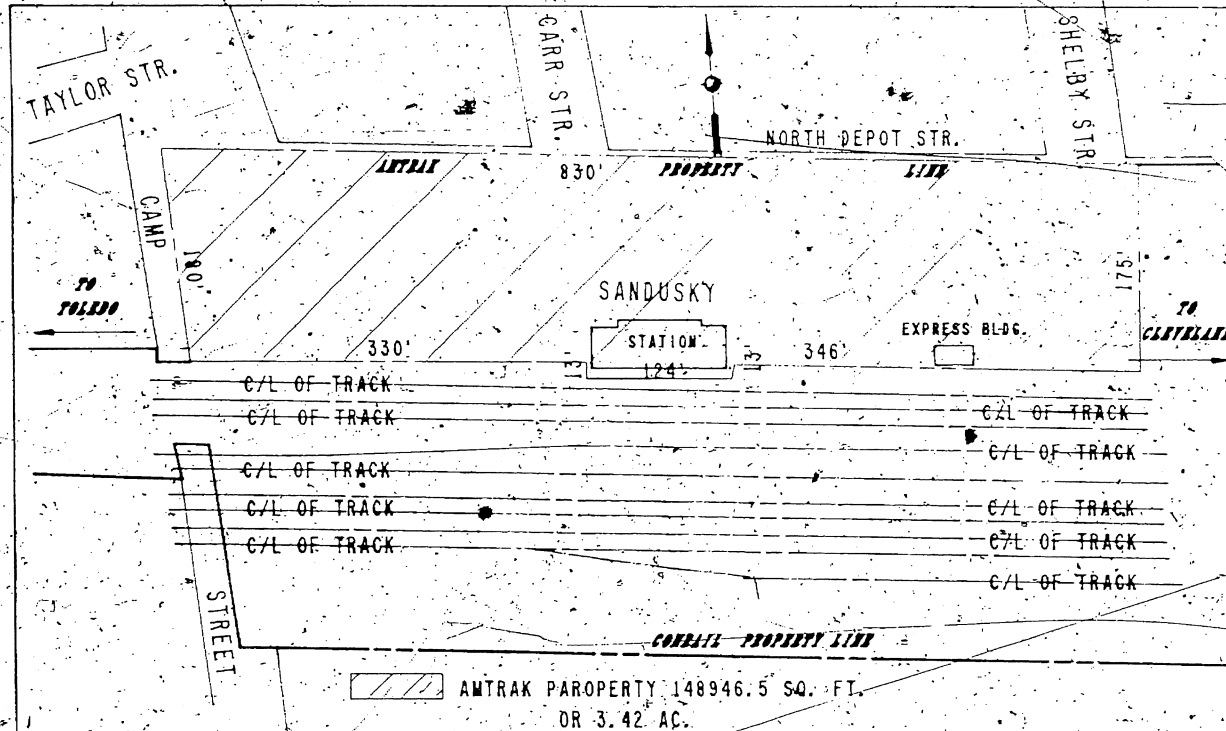 TAYLOR STR.
CARR STR.
SHELBY STR.
NORTH DEPOT STR.
AMTRAK PROPERTY LINE
830'
CAMP
180'
175'
TO
TOLEDO
SANDUSKY
STATION
EXPRESS BLDG.
TO
CLEVELAND
330'
13'
124'
13'
346'
C/L OF TRACK
C/L OF TRACK
C/L OF TRACK
C/L OF TRACK
C/L OF TRACK
C/L OF TRACK
C/L OF TRACK
C/L OF TRACK
C/L OF TRACK
C/L OF TRACK
STREET
CONRAIL PROPERTY LINE
AMTRAK PAROPERTY 148946.5 SQ. FT.
OR 3.42 AC.